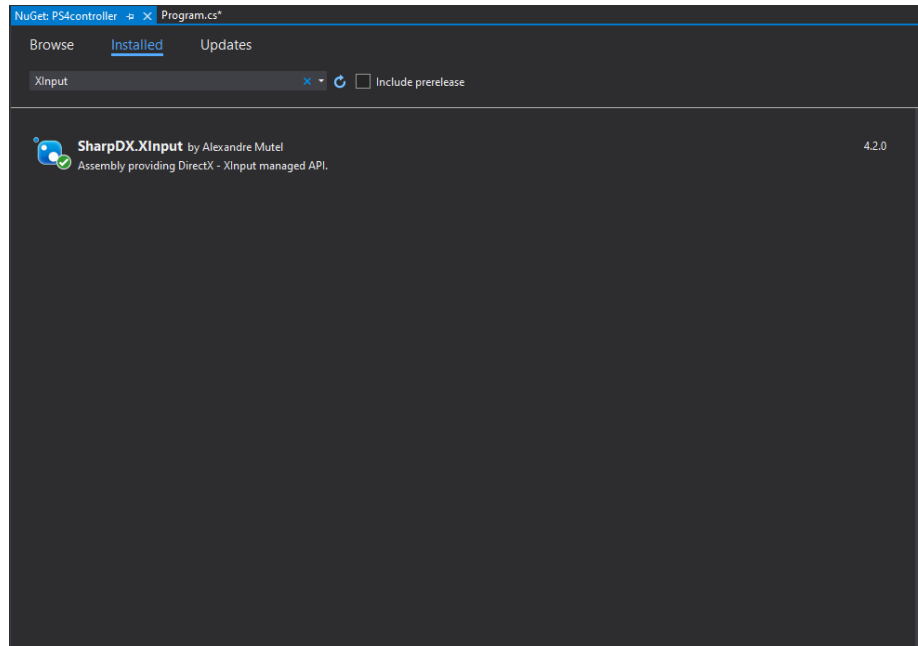 NuGet: PS4controller Program.cs*
Browse Installed Updates
XInput Include prerelease
SharpDX.XInput by Alexandre Mutel 4.2.0
Assembly providing DirectX - XInput managed API.